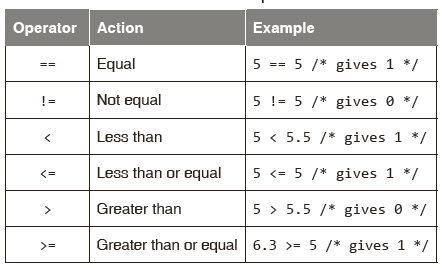 Operator Action Example
== Equal 5 == 5 /* gives 1 */
!= Not equal 5 != 5 /* gives 0 */
< Less than 5 < 5.5 /* gives 1 */
<= Less than or equal 5 <= 5 /* gives 1 */
> Greater than 5 > 5.5 /* gives 0 */
>= Greater than or equal 6.3 >= 5 /* gives 1 */